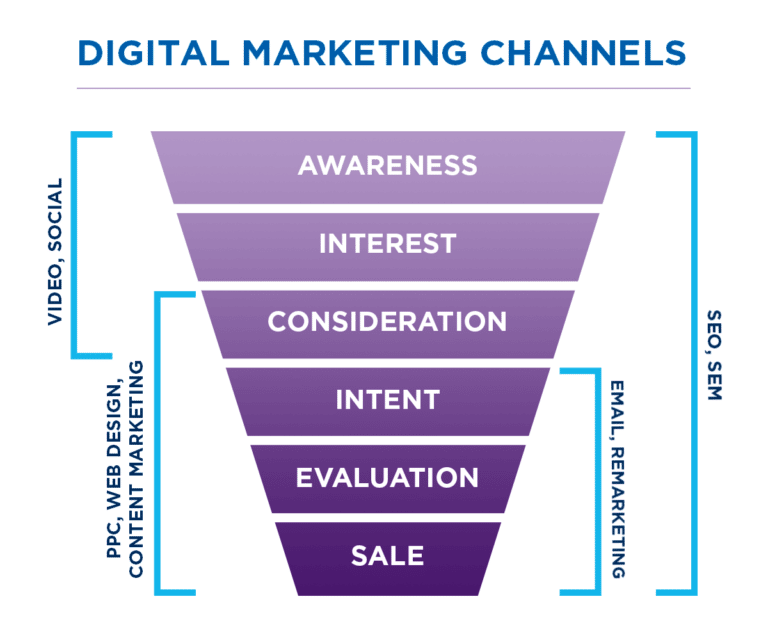 DIGITAL MARKETING CHANNELS
AWARENESS
INTEREST
CONSIDERATION
INTENT
EVALUATION
SALE
VIDEO, SOCIAL
PPC, WEB DESIGN,
CONTENT MARKETING
EMAIL, REMARKETING
SEO, SEM